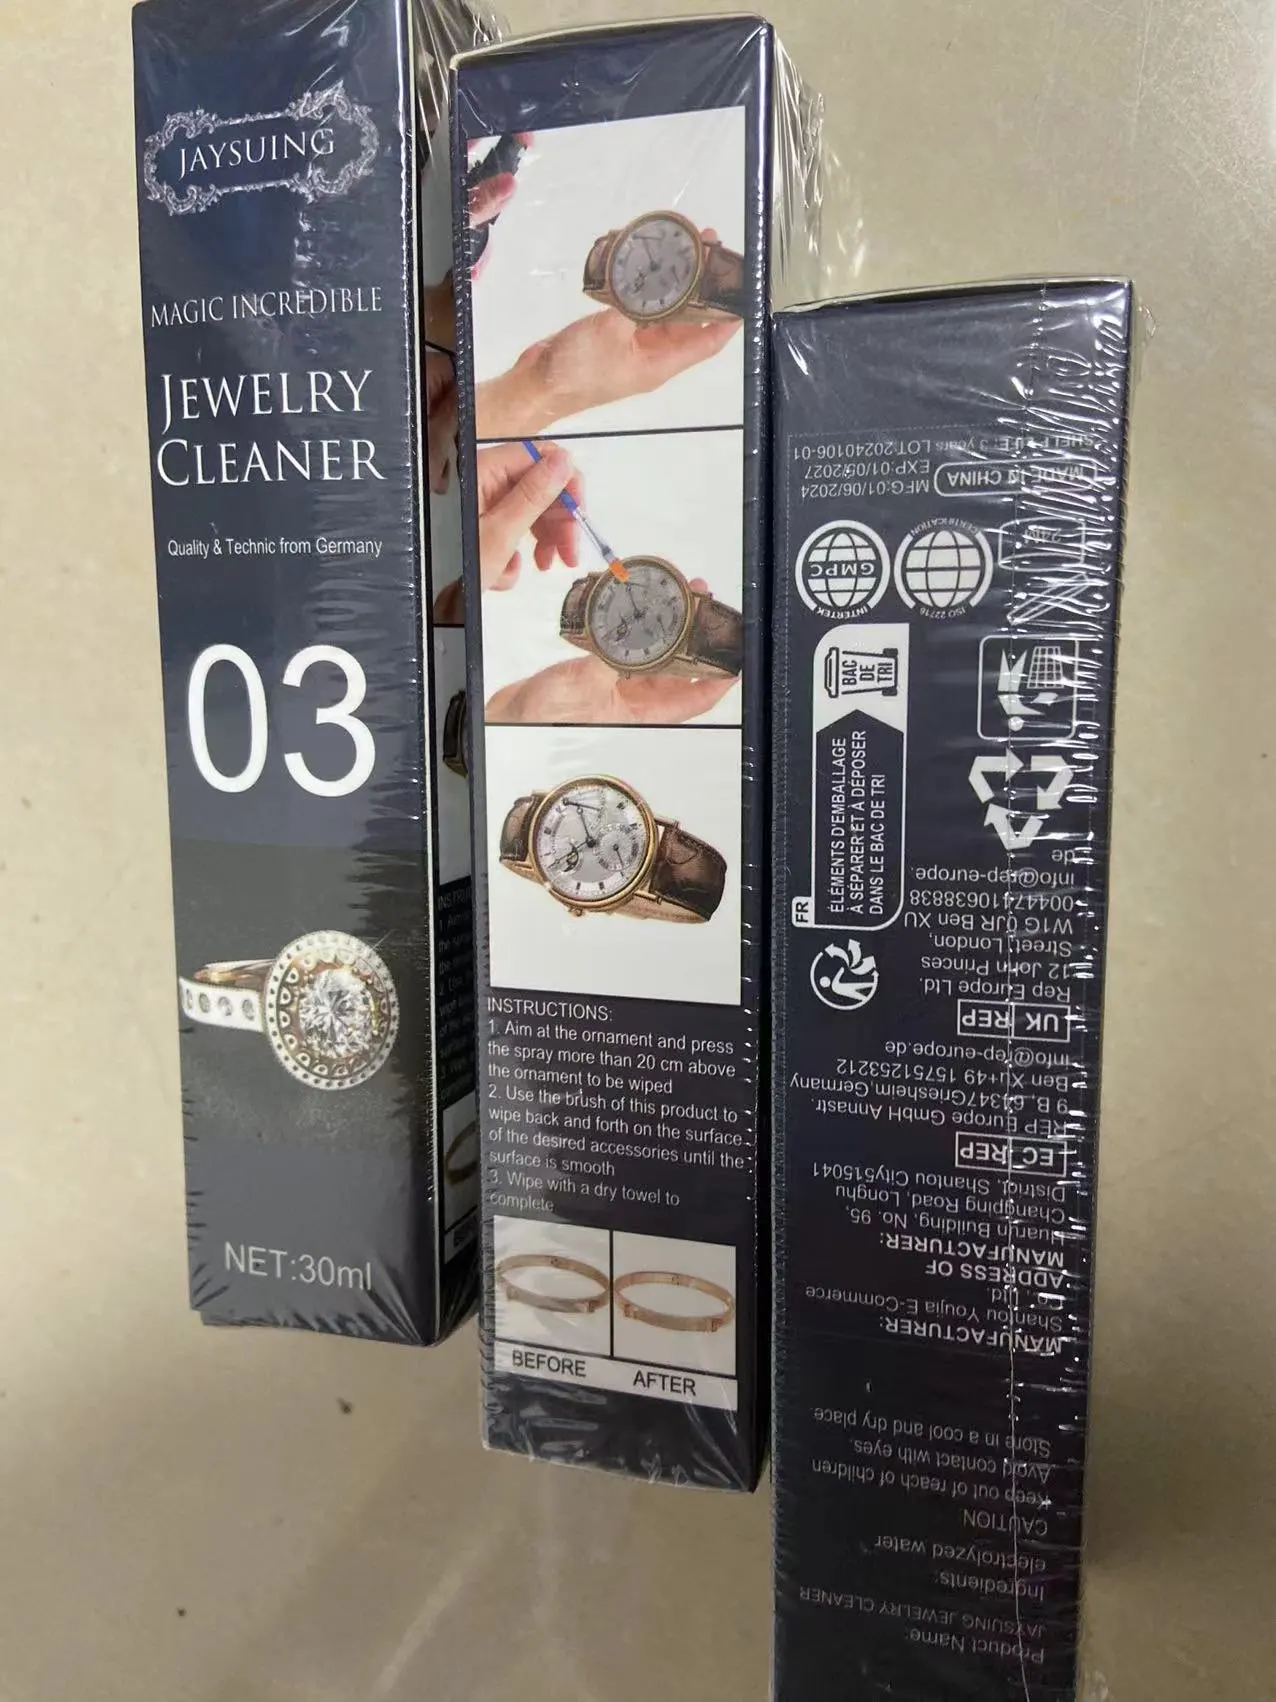 JAYSUING
MAGIC INCREDIBLE
JEWELRY
CLEANER
Quality & Technic from Germany
03
NET:30ml
INSTRUCTIONS:
1. Aim at the ornament and press
the spray more than 20 cm above
the ornament to be wiped
2. Use the brush of this product to
wipe back and forth on the surface
of the desired accessories until the
surface is smooth
3. Wipe with a dry towel to
complete
BEFORE
AFTER
Product Name:
JAYSUING JEWELRY CLEANER
Ingredients:
electrolyzed water
CAUTION
Keep out of reach of children
Avoid contact with eyes.
Store in a cool and dry place
MANUFACTURER:
Shantou Youjia E-Commerce
Co., Ltd.
ADDRESS OF
MANUFACTURER:
Huarun Building, No. 95,
Changping Road, Longhu
District, Shantou City515041
EC REP
REP Europe GmbH Annastr.
9 B, 64347Griesheim,Germany
Ben Xu+49 15751253212
info@rep-europe.de
UK REP
Rep Europe Ltd.
12 John Princes
Street, London,
W1G 0JR Ben XU
00447410638838
info@rep-europe.
de
FR
ÉLÉMENTS D'EMBALLAGE
À SÉPARER ET À DÉPOSER
DANS LE BAC DE TRI
BAC
DE
TRI
GMPC
INTERTEK
CERTIFICATION
ISO 22716
24M
MADE IN CHINA
MFG:01/06/2024
EXP:01/05/2027
SHELF LIFE: 3 years LOT:20240106-01